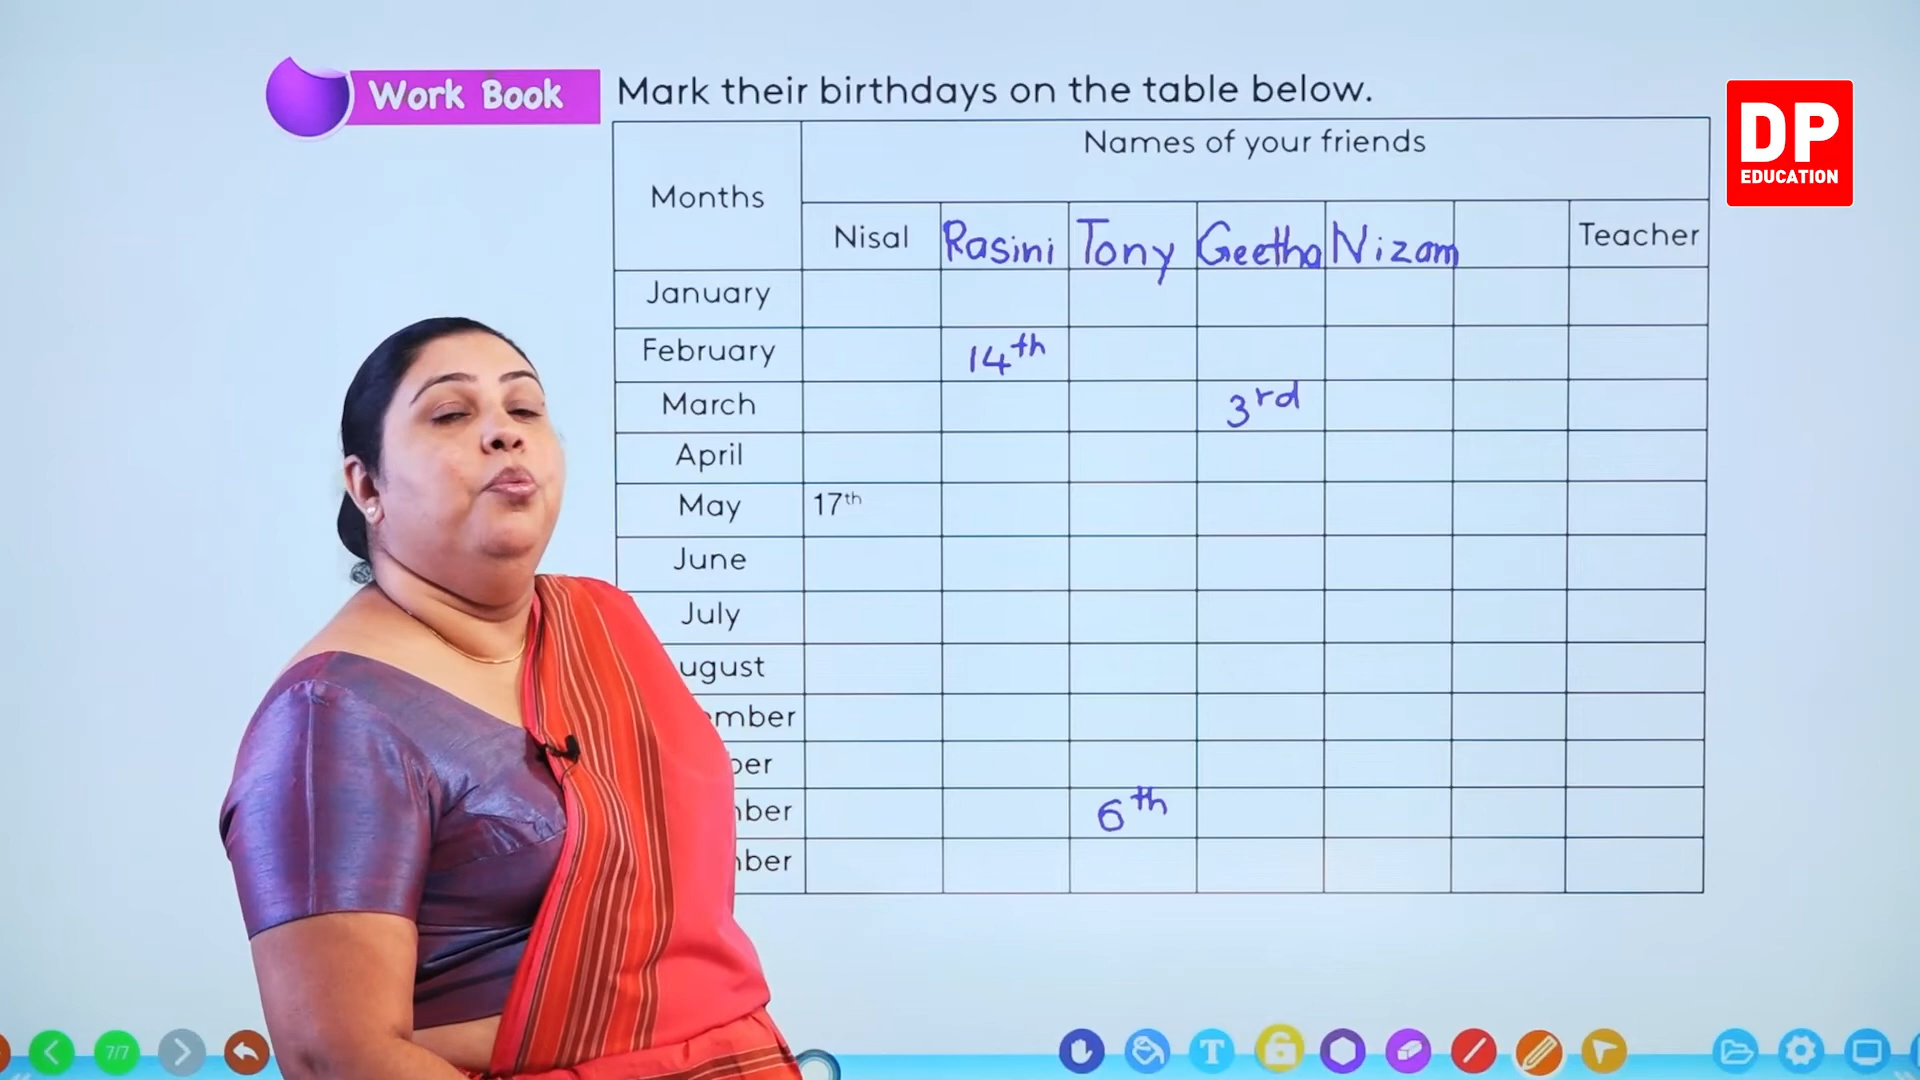 Work Book
Mark their birthdays on the table below.
DP
EDUCATION
Months
Names of your friends
Nisal Rasini Tony Geetha Nizam Teacher
January
February 14th
March 3rd
April
May 17th
June
July
ugust
mber
ber
ber 6th
ber
7/7
T